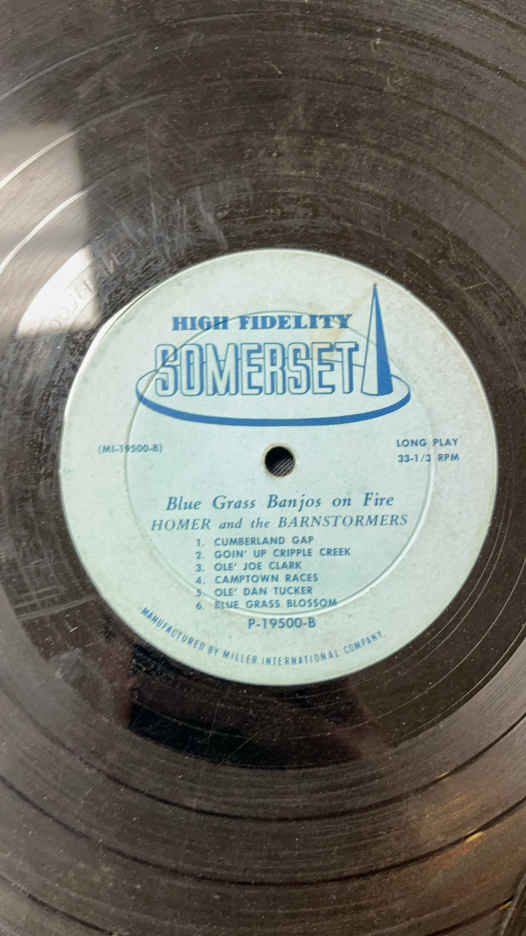 HIGH FIDELITY
SOMERSET
(MI-19500-B)
LONG PLAY
33-1/3 RPM
Blue Grass Banjos on Fire
HOMER and the BARNSTORMERS
1. CUMBERLAND GAP
2. GOIN' UP CRIPPLE CREEK
3. OLE' JOE CLARK
4. CAMPTOWN RACES
5. OLE' DAN TUCKER
6. BLUE GRASS BLOSSOM
P-19500-B
MANUFACTURED BY MILLER INTERNATIONAL COMPANY.